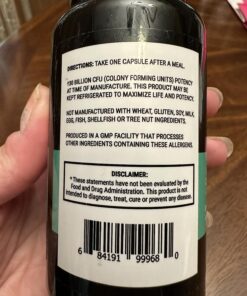 DIRECTIONS: TAKE ONE CAPSULE AFTER A MEAL.
*130 BILLION CFU (COLONY FORMING UNITS) POTENCY
AT TIME OF MANUFACTURE. THIS PRODUCT MAY BE
KEPT REFRIGERATED TO MAXIMIZE LIFE AND POTENCY.
NOT MANUFACTURED WITH WHEAT, GLUTEN, SOY, MILK,
EGG, FISH, SHELLFISH OR TREE NUT INGREDIENTS.
PRODUCED IN A GMP FACILITY THAT PROCESSES
OTHER INGREDIENTS CONTAINING THESE ALLERGENS.
DISCLAIMER:
* These statements have not been evaluated by the
Food and Drug Administration. This product is not
intended to diagnose, treat, cure or prevent any disease.
6 84191 99968 0